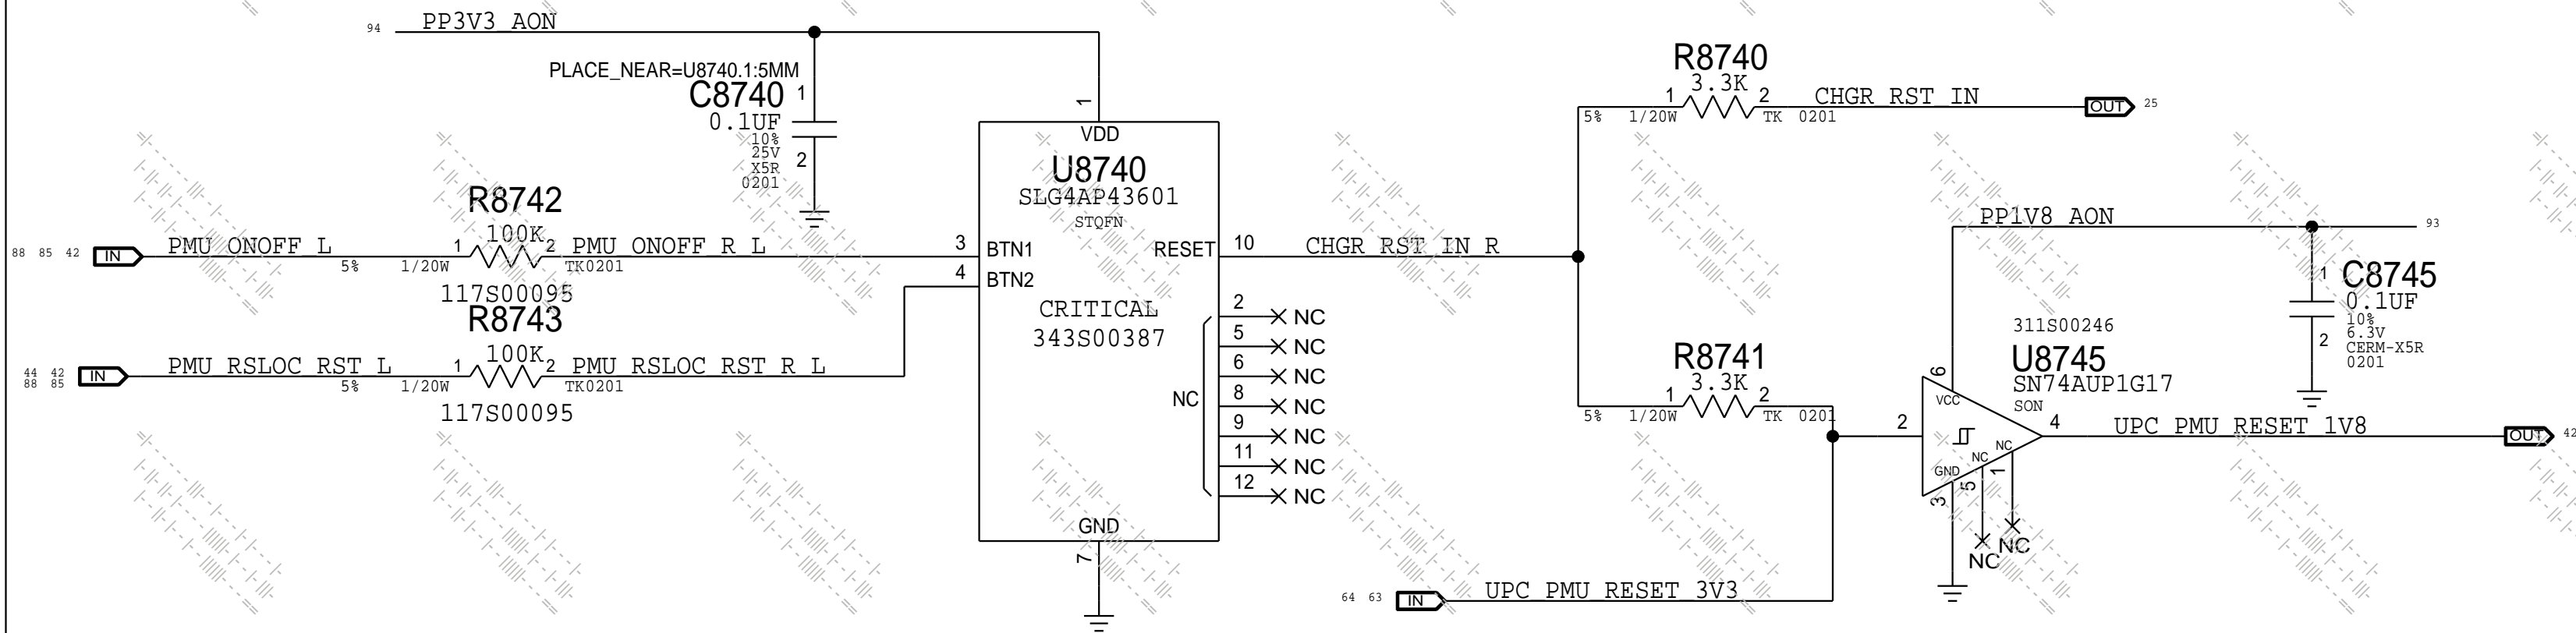 94 PP3V3_AON
PLACE_NEAR=U8740.1:5MM
C8740
0.1UF
10%
25V
X5R
0201
1
2
1
VDD
U8740
SLG4AP43601
STQFN
CRITICAL
343S00387
BTN1
BTN2
RESET
NC
GND
7
88 85 42 IN PMU_ONOFF_L
R8742
100K
1 2
5% 1/20W TK0201
117S00095
PMU_ONOFF_R_L 3
44 42
88 85
IN PMU_RSLOC_RST_L
R8743
100K
1 2
5% 1/20W TK0201
117S00095
PMU_RSLOC_RST_R_L 4
10 CHGR_RST_IN_R
2 NC
5 NC
6 NC
8 NC
9 NC
11 NC
12 NC
R8740
3.3K
1 2
5% 1/20W TK 0201
CHGR_RST_IN OUT 25
R8741
3.3K
1 2
5% 1/20W TK 0201
64 63 IN UPC_PMU_RESET_3V3
PP1V8_AON 93
C8745
0.1UF
10%
6.3V
CERM-X5R
0201
1
2
311S00246
U8745
SN74AUP1G17
SON
6
VCC
2
4
GND
NC
NC
3
5
1
NC
NC
UPC_PMU_RESET_1V8 OUT 42